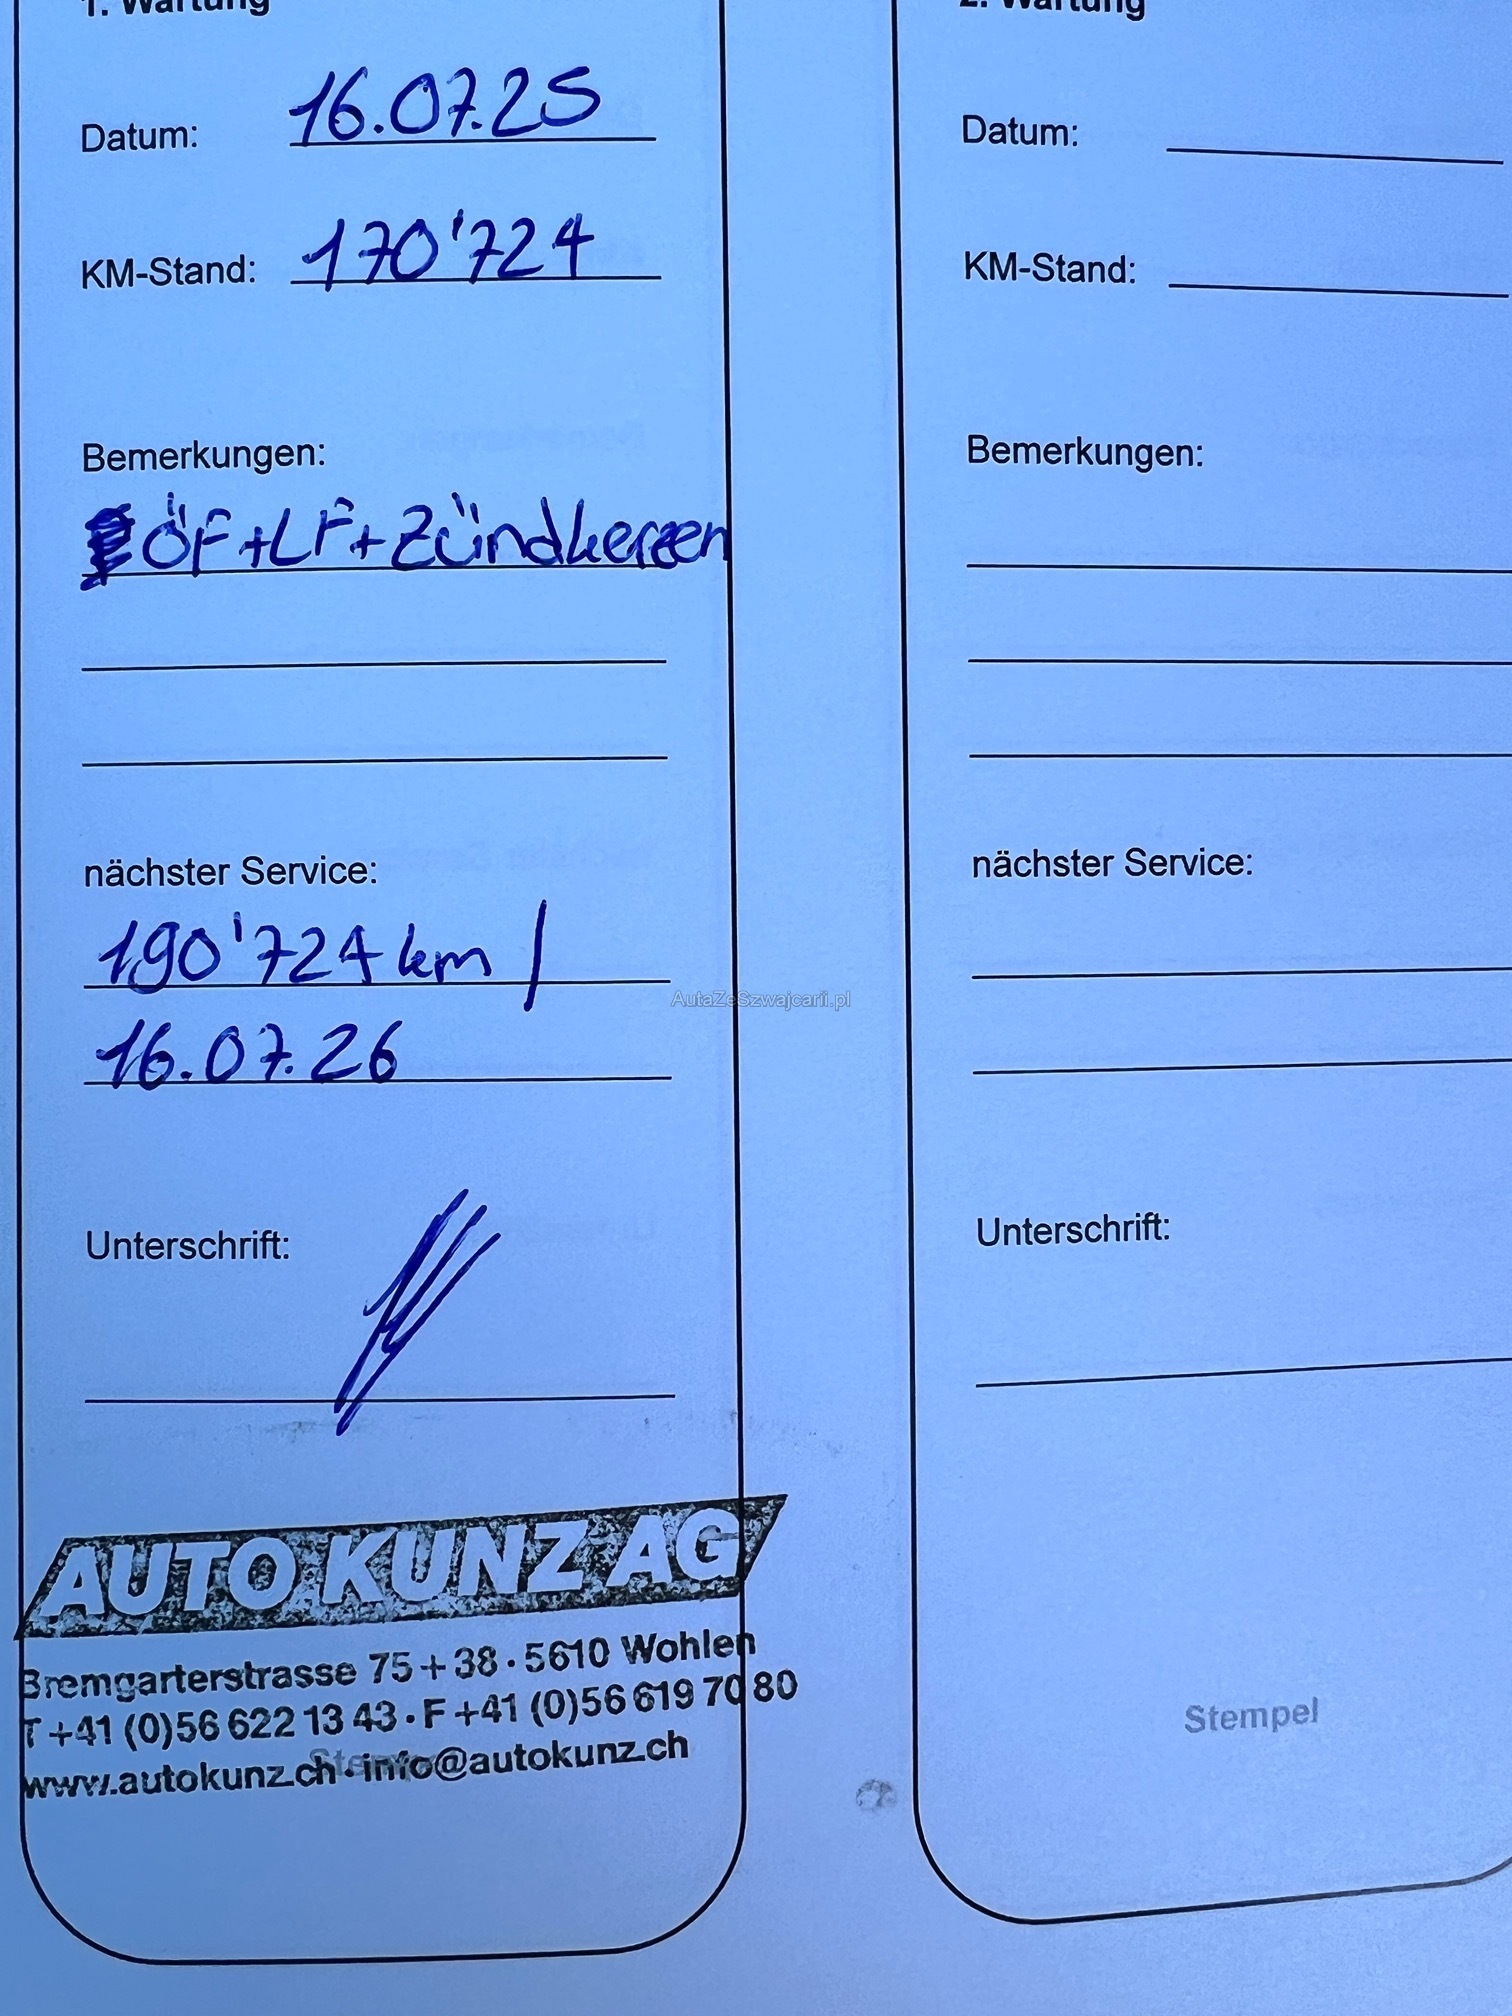 1. Wartung
Datum: 16.07.25
KM-Stand: 170'724
Bemerkungen:
ÖF+LF+Zündkerzen
nächster Service:
190'724 km /
16.07.26
Unterschrift:
AUTO KUNZ AG
Bremgarterstrasse 75 + 38 · 5610 Wohlen
T +41 (0)56 622 13 43 · F +41 (0)56 619 70 80
www.autokunz.ch · info@autokunz.ch
2. Wartung
Datum:
KM-Stand:
Bemerkungen:
nächster Service:
Unterschrift:
Stempel
AutaZeSzwajcarii.pl